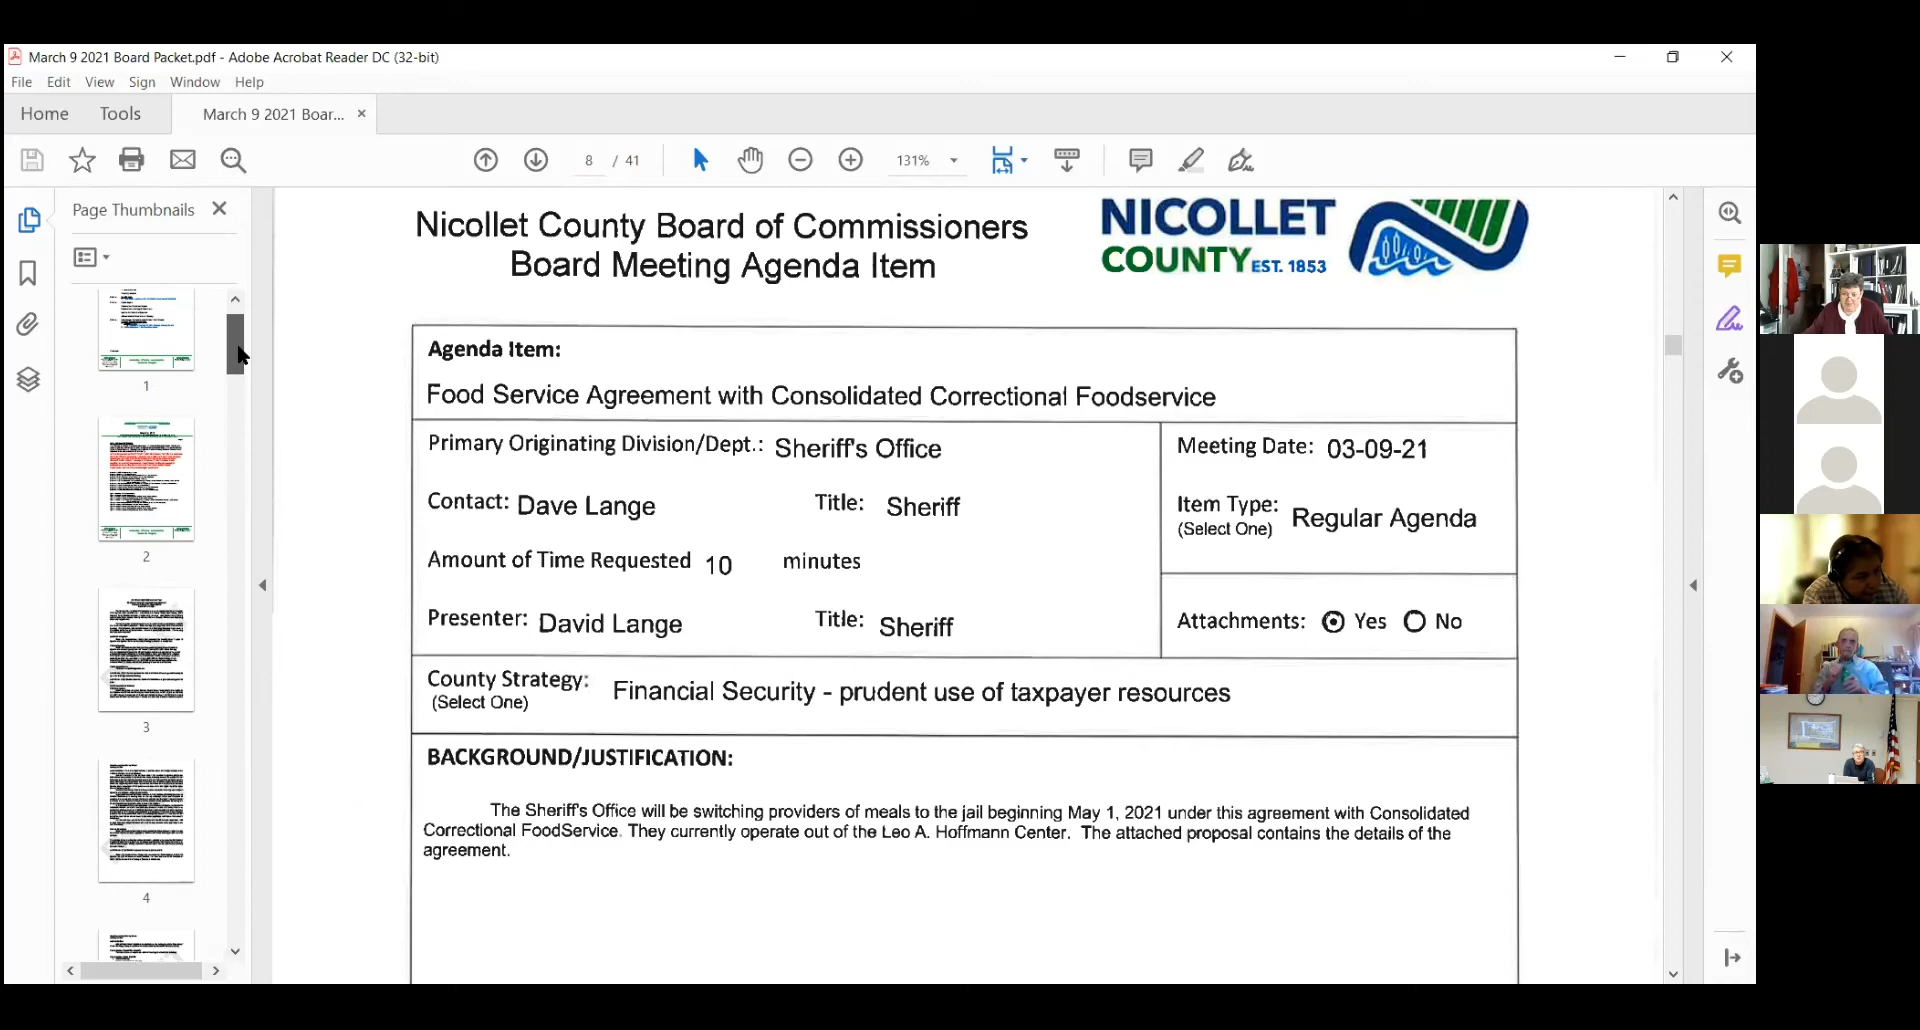 March 9 2021 Board Packet.pdf - Adobe Acrobat Reader DC (32-bit)
File Edit View Sign Window Help
Home Tools March 9 2021 Boar... ×
8 / 41 131%
Page Thumbnails
1
2
3
4
Nicollet County Board of Commissioners
Board Meeting Agenda Item
NICOLLET
COUNTY EST. 1853
Agenda Item:
Food Service Agreement with Consolidated Correctional Foodservice
Primary Originating Division/Dept.: Sheriff's Office
Meeting Date: 03-09-21
Contact: Dave Lange Title: Sheriff
Item Type: Regular Agenda
(Select One)
Amount of Time Requested 10 minutes
Presenter: David Lange Title: Sheriff
Attachments: Yes No
County Strategy: Financial Security - prudent use of taxpayer resources
(Select One)
BACKGROUND/JUSTIFICATION:
The Sheriff's Office will be switching providers of meals to the jail beginning May 1, 2021 under this agreement with Consolidated
Correctional FoodService. They currently operate out of the Leo A. Hoffmann Center. The attached proposal contains the details of the
agreement.